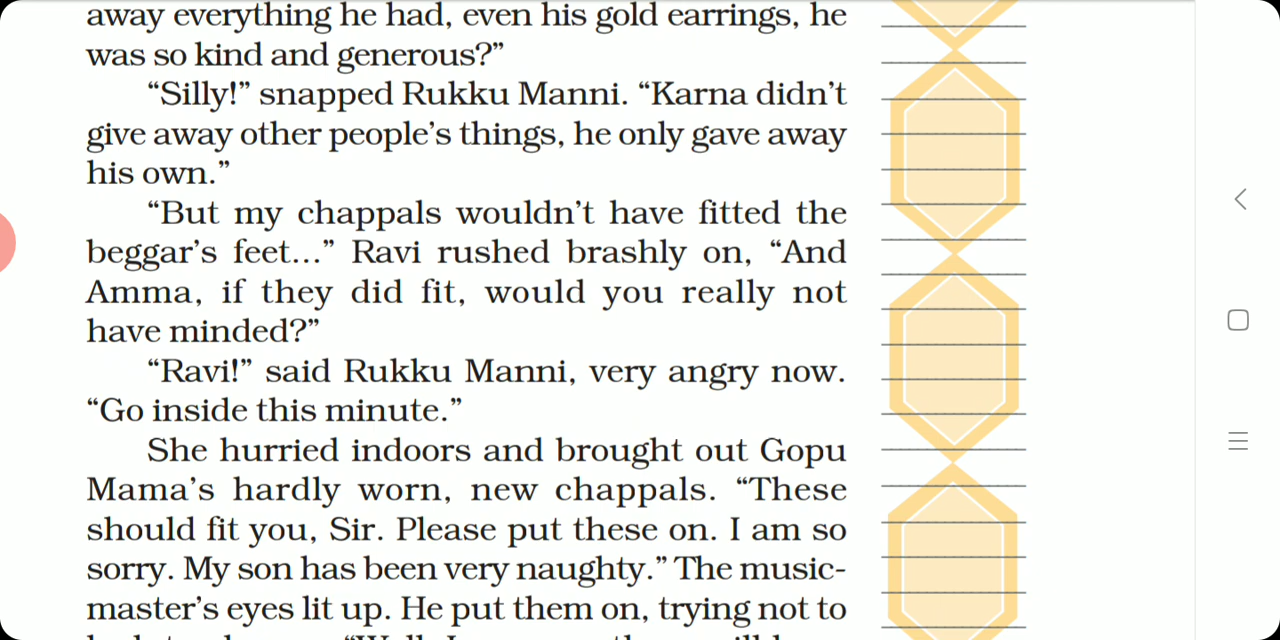 away everything he had, even his gold earrings, he
was so kind and generous?”
“Silly!” snapped Rukku Manni. “Karna didn’t
give away other people’s things, he only gave away
his own.”
“But my chappals wouldn’t have fitted the
beggar’s feet...” Ravi rushed brashly on, “And
Amma, if they did fit, would you really not
have minded?”
“Ravi!” said Rukku Manni, very angry now.
“Go inside this minute.”
She hurried indoors and brought out Gopu
Mama’s hardly worn, new chappals. “These
should fit you, Sir. Please put these on. I am so
sorry. My son has been very naughty.” The music-
master’s eyes lit up. He put them on, trying not to